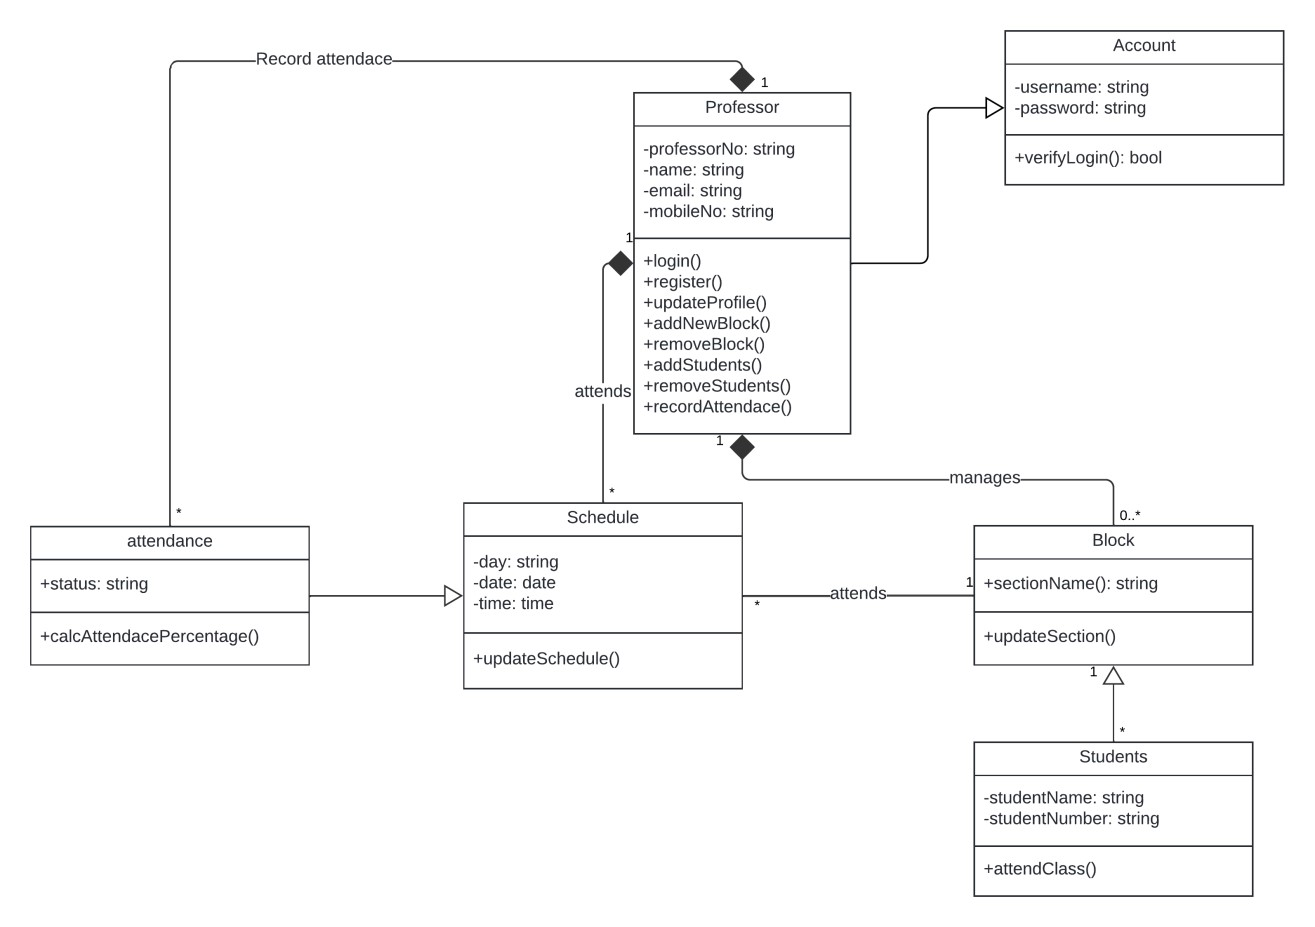 Record attendace
1
Professor
-professorNo: string
-name: string
-email: string
-mobileNo: string
+login()
+register()
+updateProfile()
+addNewBlock()
+removeBlock()
+addStudents()
+removeStudents()
+recordAttendace()
Account
-username: string
-password: string
+verifyLogin(): bool
1
attends
*
1
manages
0..*
*
attendance
+status: string
+calcAttendacePercentage()
Schedule
-day: string
-date: date
-time: time
+updateSchedule()
*
attends
1
Block
+sectionName(): string
+updateSection()
1
*
Students
-studentName: string
-studentNumber: string
+attendClass()